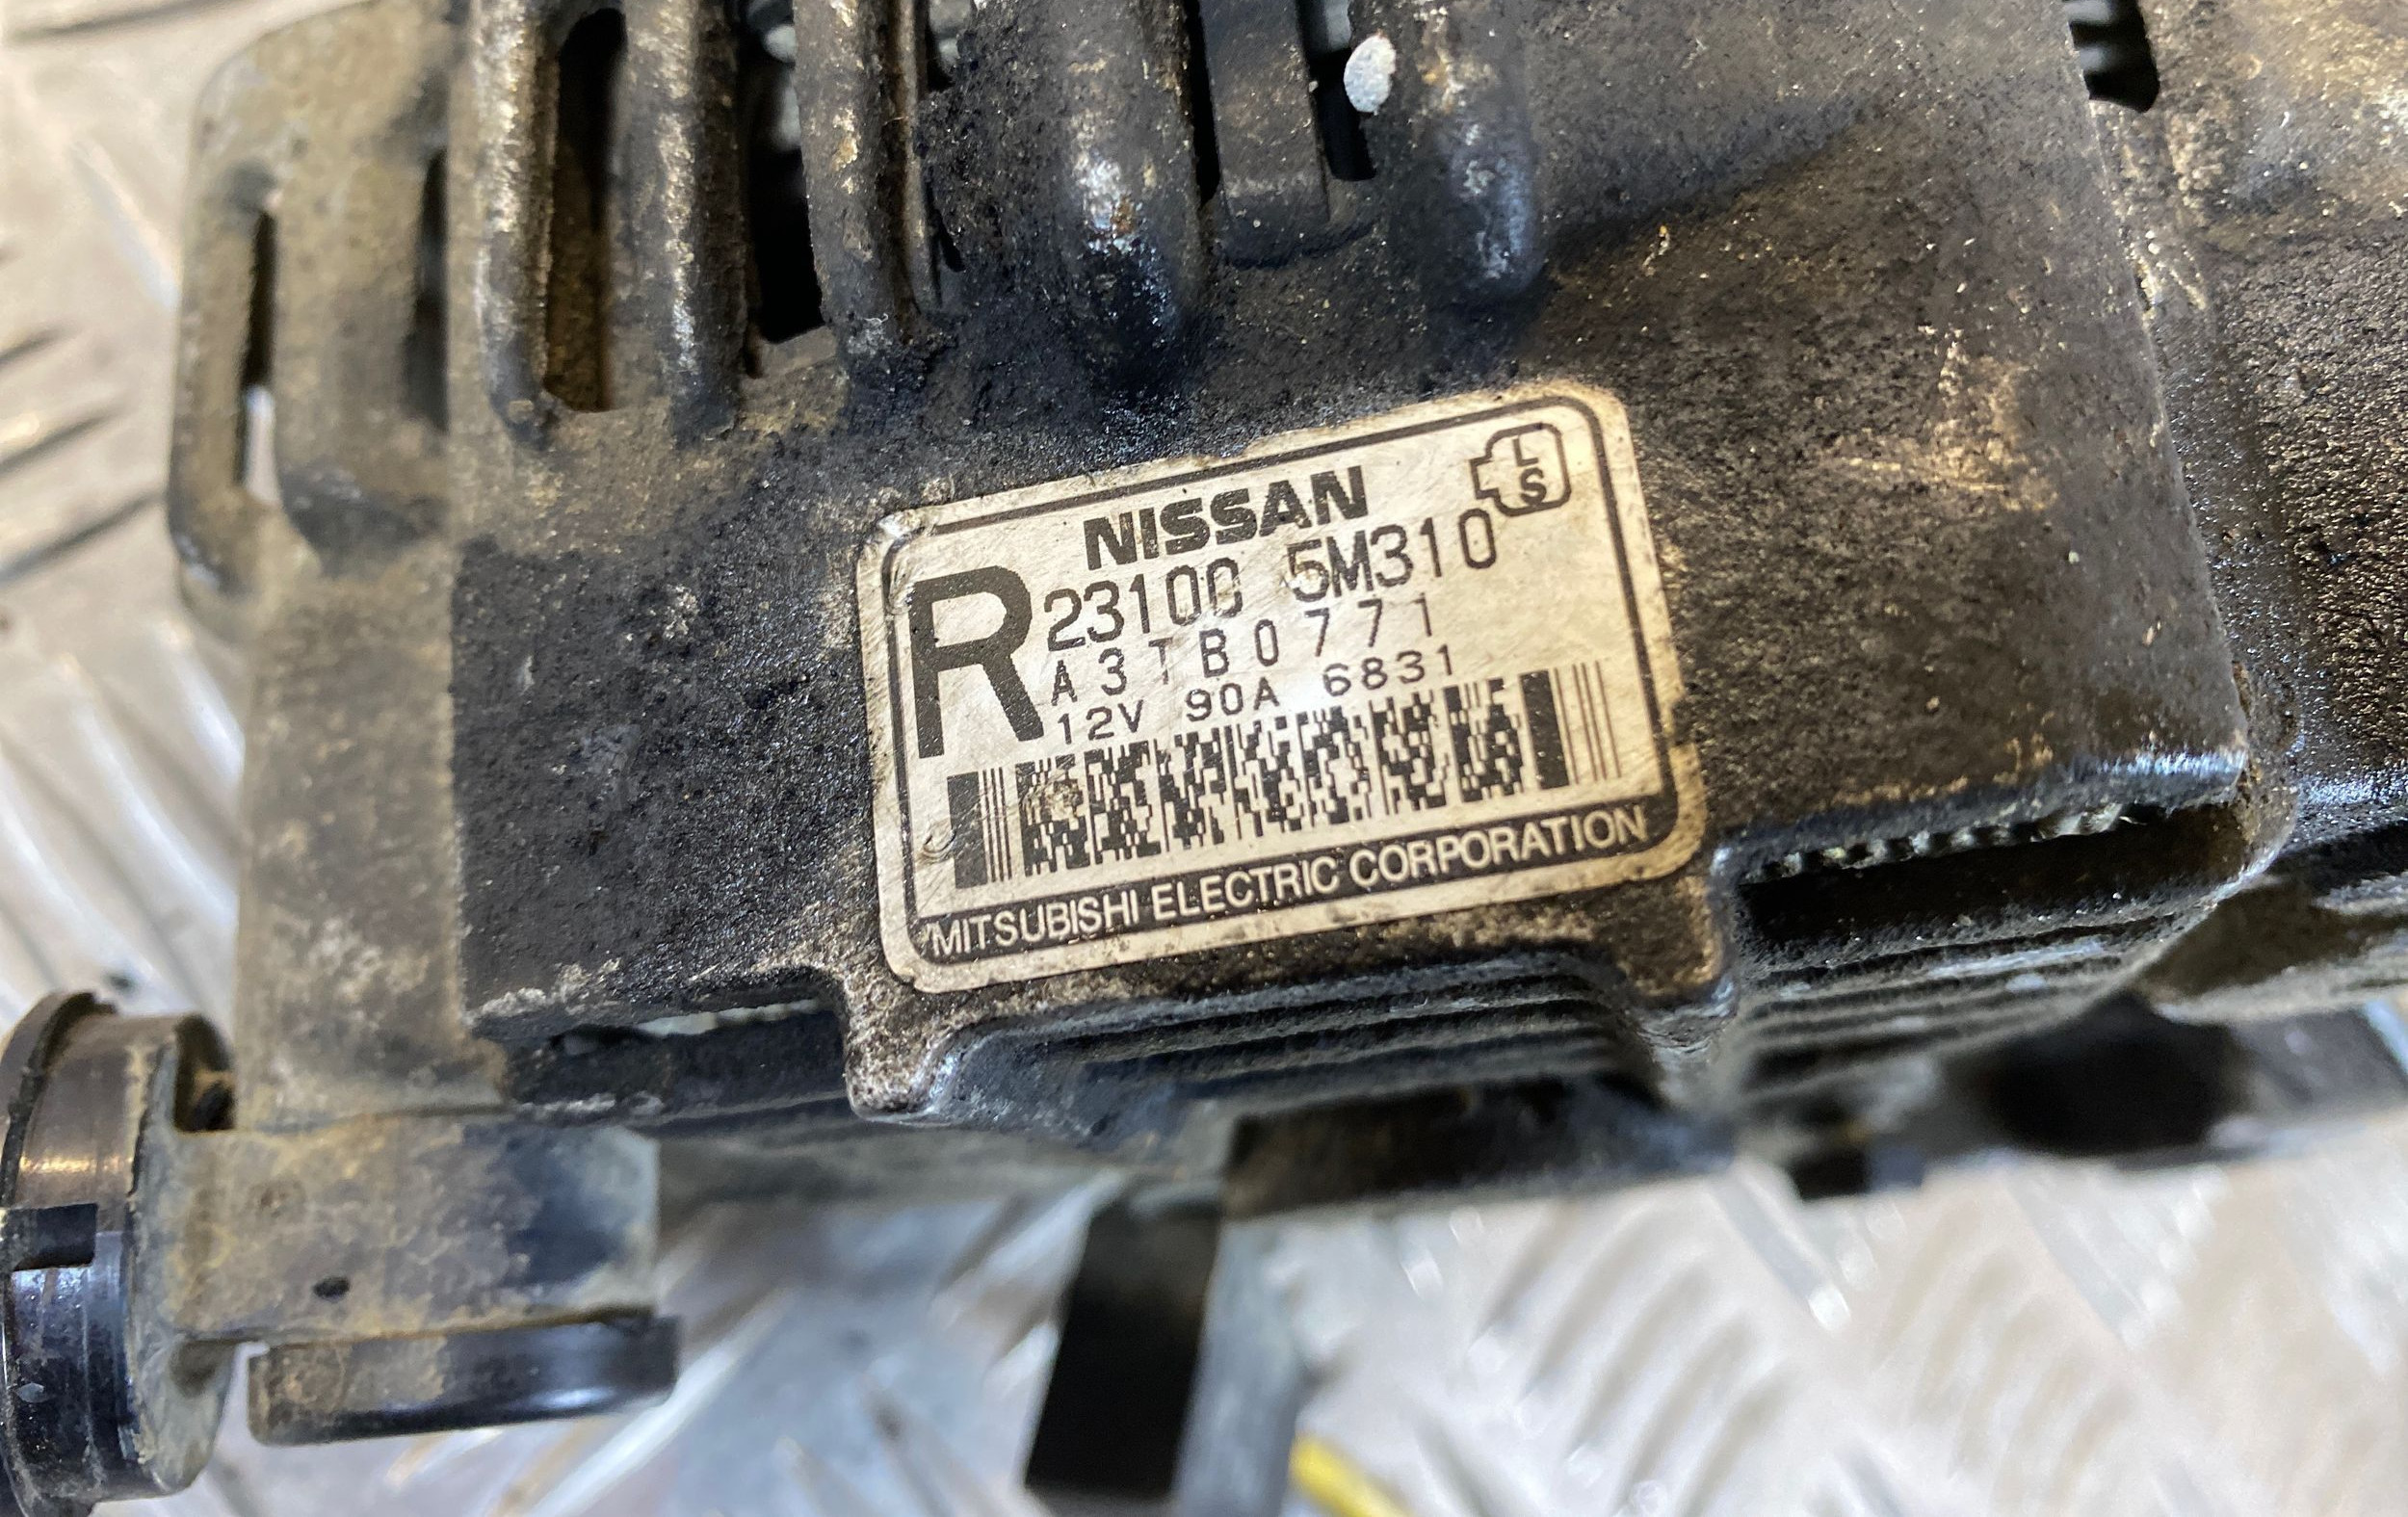 NISSAN
L
S
R
23100 5M310
A3TB0771
12V 90A 6831
MITSUBISHI ELECTRIC CORPORATION